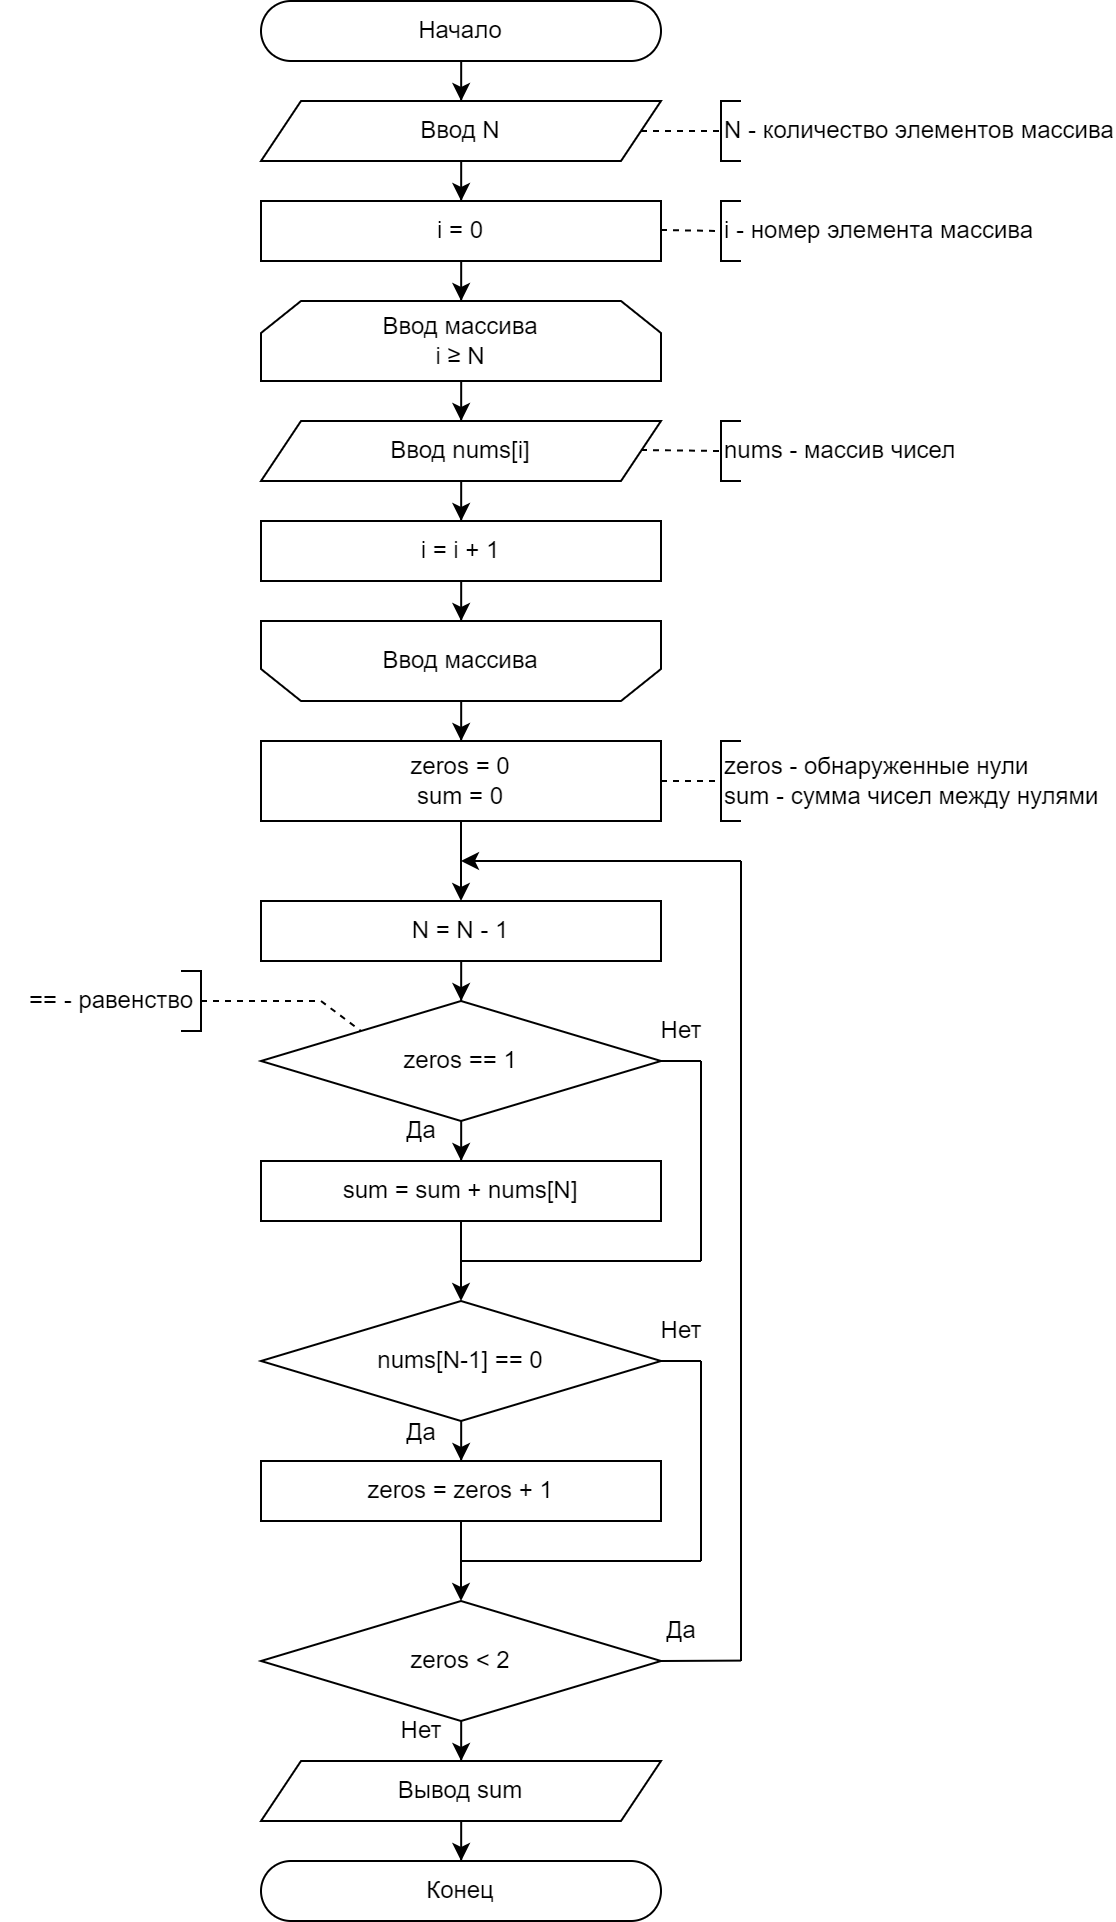 Начало
Ввод N
N - количество элементов массива
i = 0
i - номер элемента массива
Ввод массива
i ≥ N
Ввод nums[i]
nums - массив чисел
i = i + 1
Ввод массива
zeros = 0
sum = 0
zeros - обнаруженные нули
sum - сумма чисел между нулями
N = N - 1
== - равенство
zeros == 1
Нет
Да
sum = sum + nums[N]
nums[N-1] == 0
Нет
Да
zeros = zeros + 1
zeros < 2
Да
Нет
Вывод sum
Конец